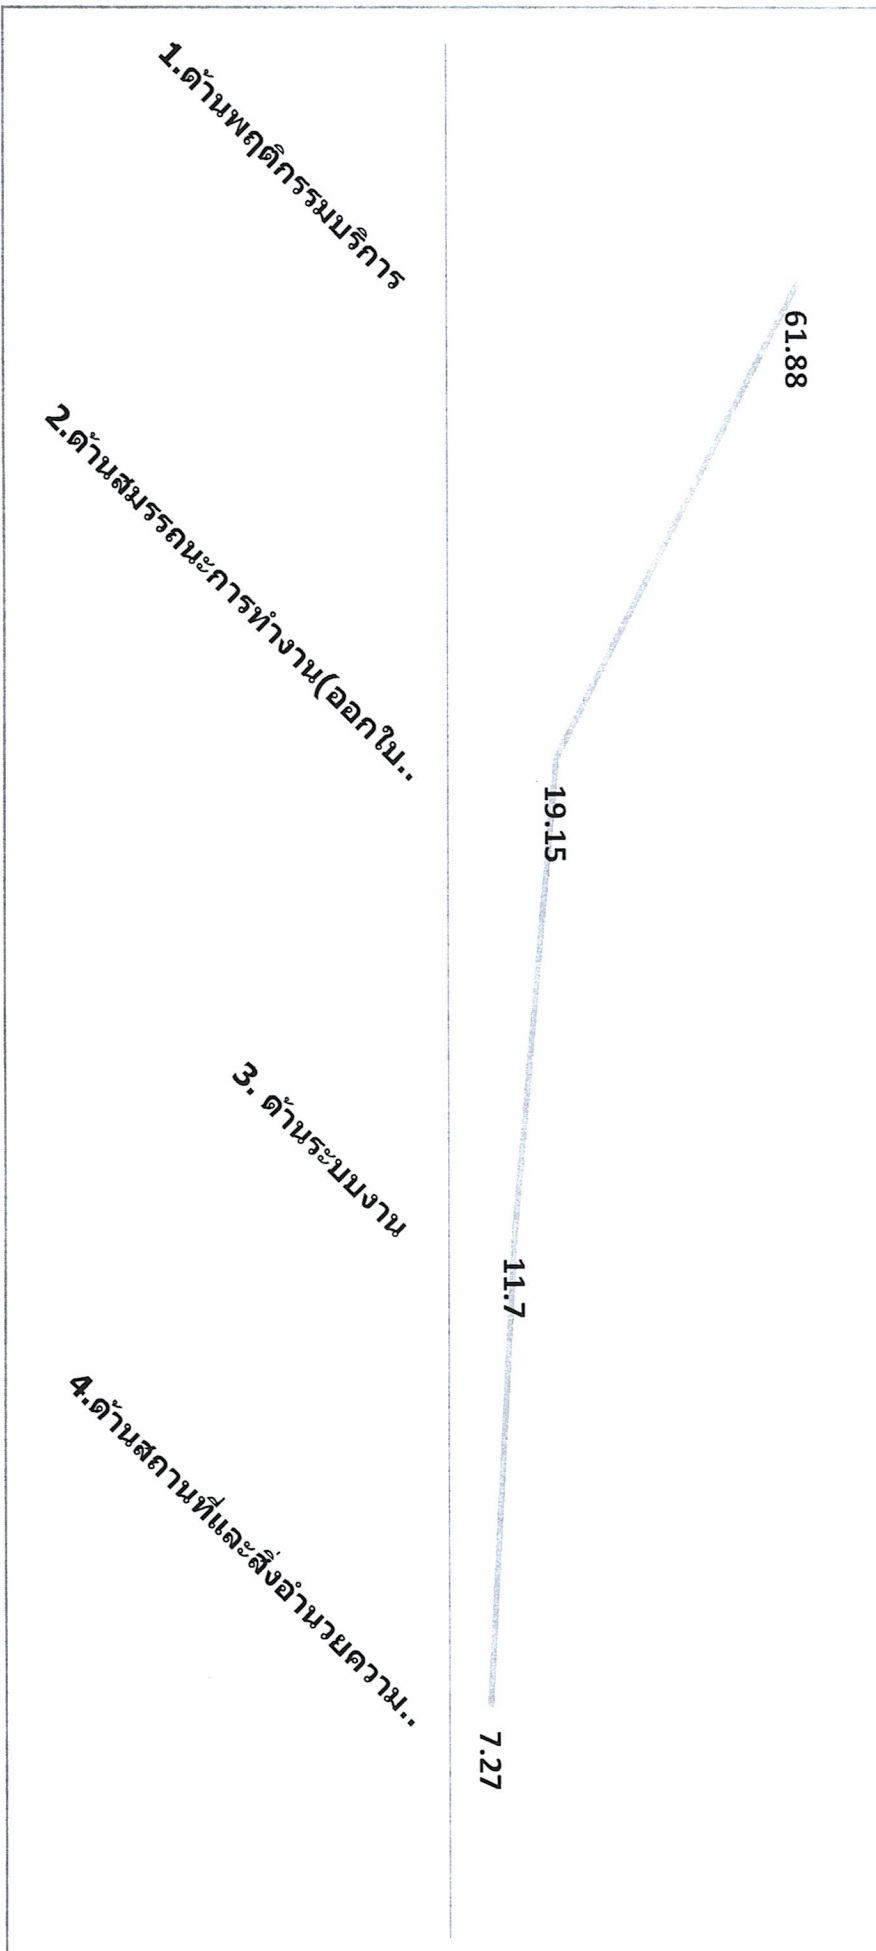 61.88
19.15
11.7
7.27
1.ด้านพฤติกรรมบริการ
2.ด้านสมรรถนะการทำงาน(ออกใบ..
3. ด้านระบบงาน
4.ด้านสถานที่และสิ่งอำนวยความ..